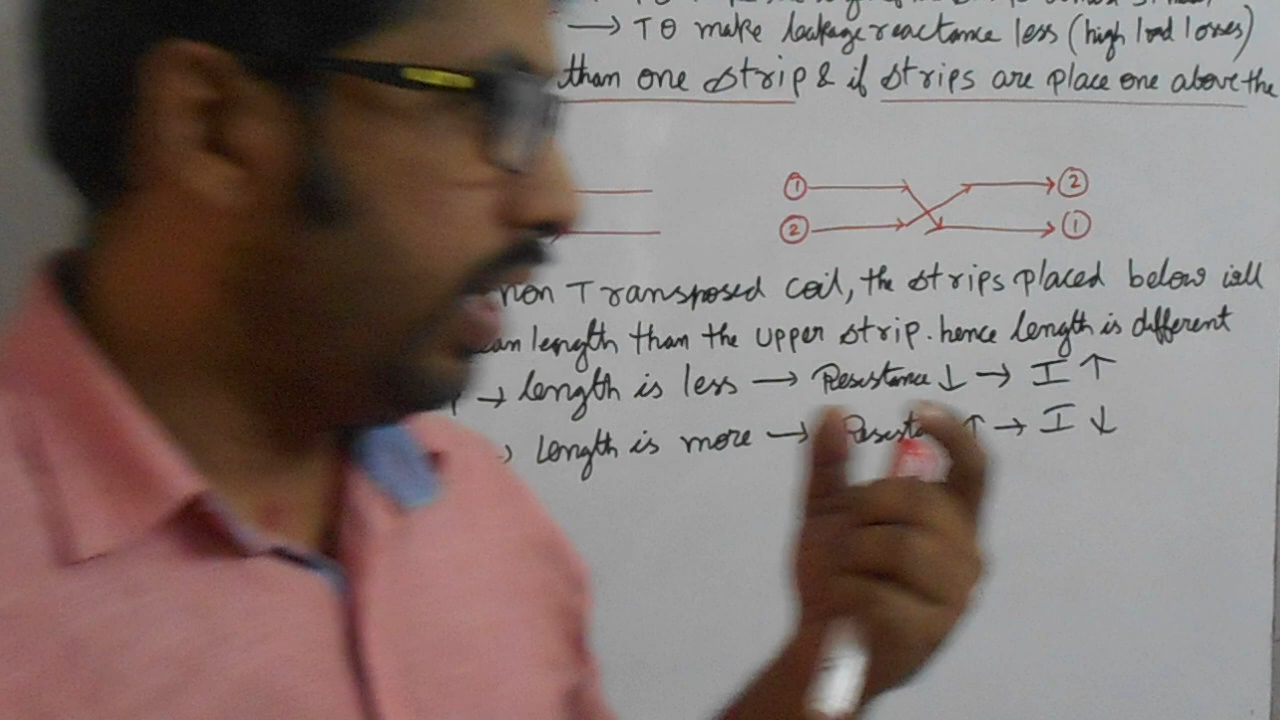 → TO make leakage reactance less (high load losses)
than one strip & if strips are place one above the
① ②
② ①
non Transposed coil, the strips placed below will
length than the upper strip. hence length is different
→ length is less → Resistance ↓ → I ↑
length is more → ↑ → I ↓